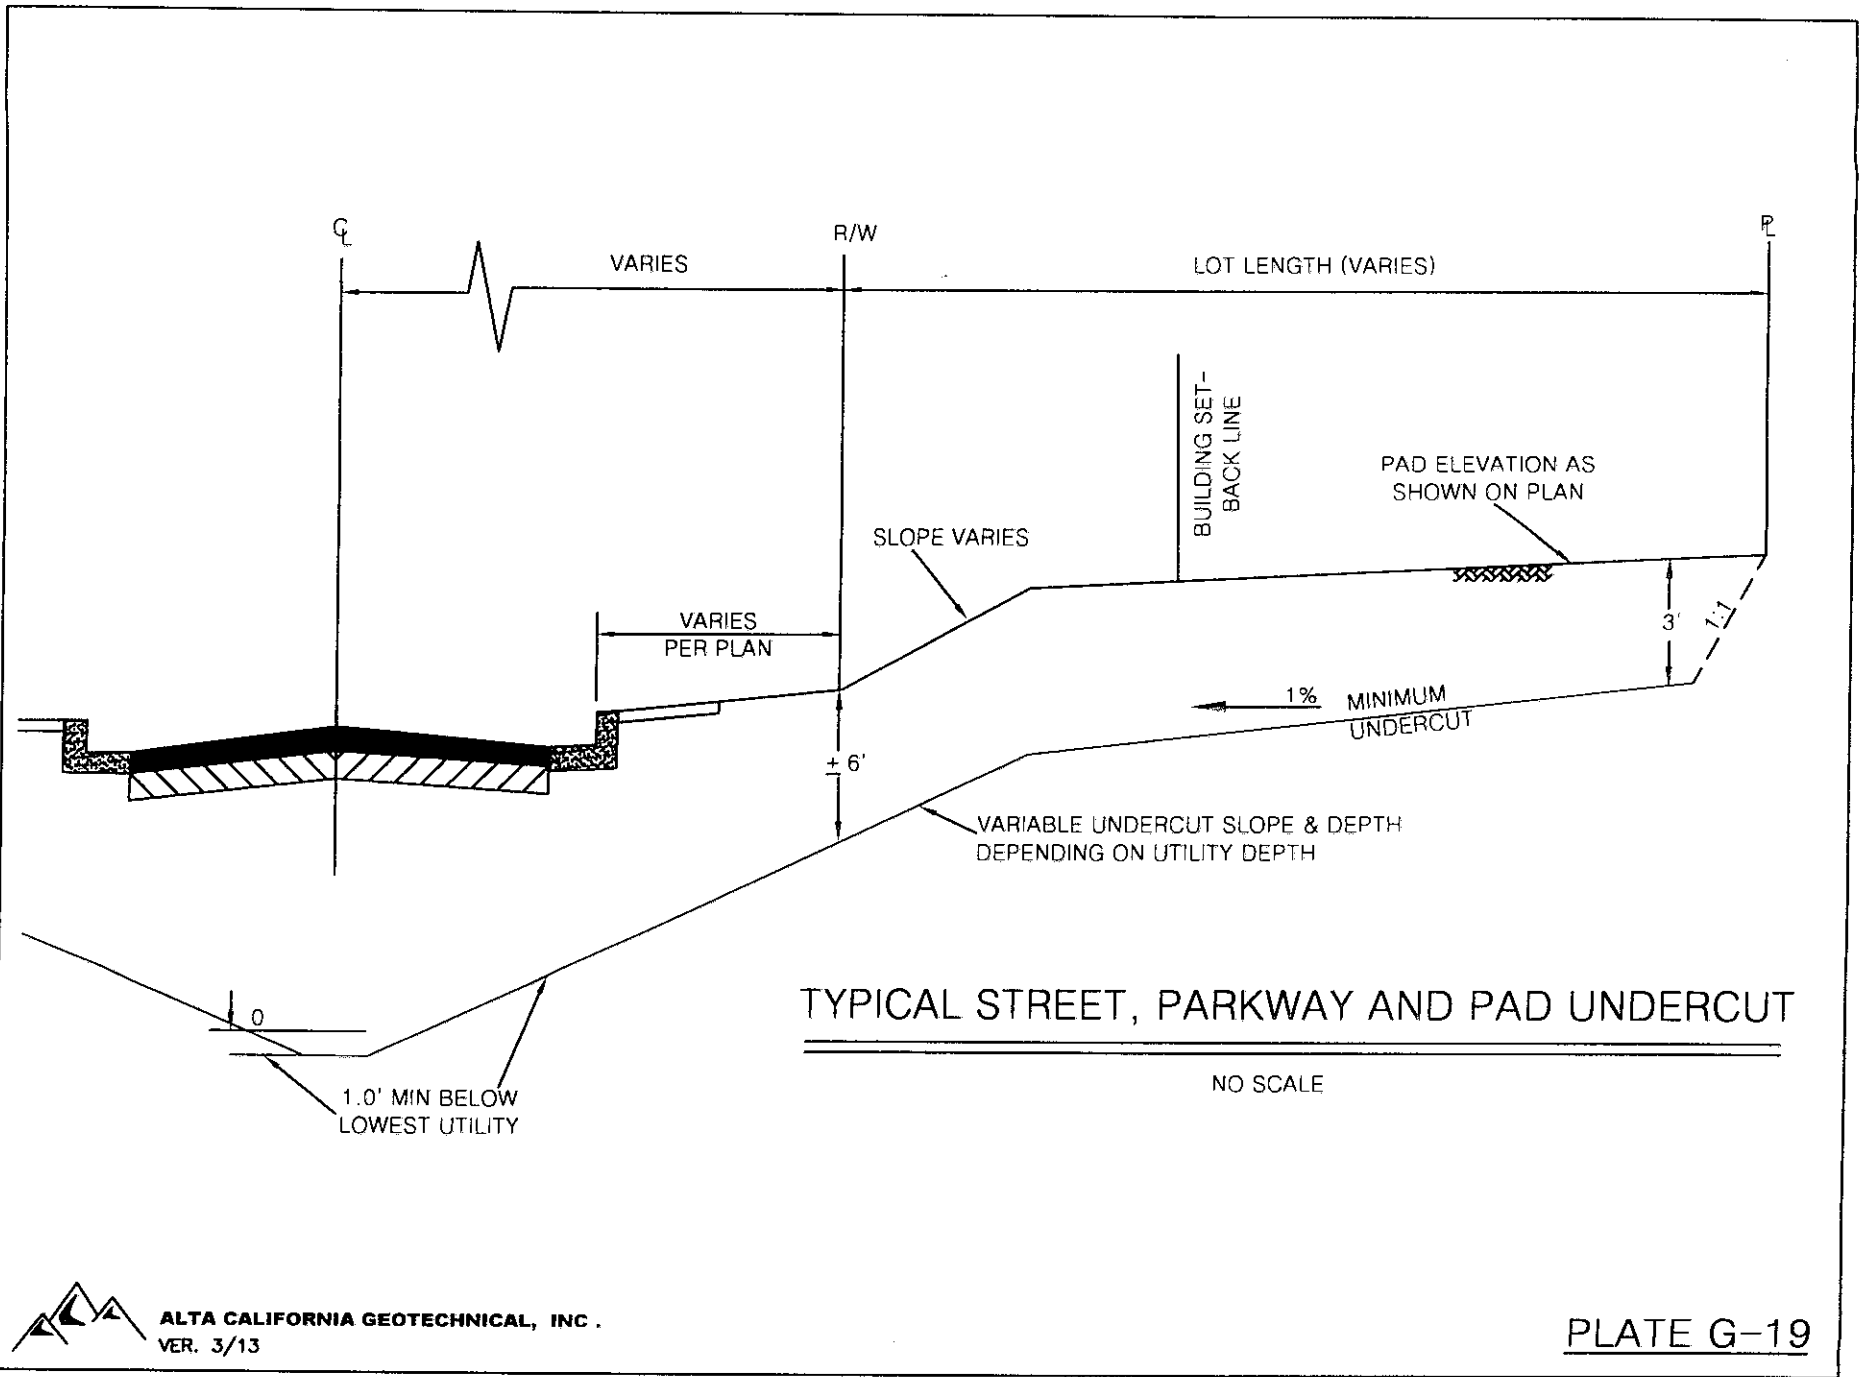 ℄
R/W
⅊
VARIES
LOT LENGTH (VARIES)
BUILDING SET-
BACK LINE
PAD ELEVATION AS
SHOWN ON PLAN
SLOPE VARIES
VARIES
PER PLAN
3'
1:1
1%
MINIMUM
UNDERCUT
± 6'
VARIABLE UNDERCUT SLOPE & DEPTH
DEPENDING ON UTILITY DEPTH
0
1.0' MIN BELOW
LOWEST UTILITY
TYPICAL STREET, PARKWAY AND PAD UNDERCUT
NO SCALE
ALTA CALIFORNIA GEOTECHNICAL, INC .
VER. 3/13
PLATE G-19